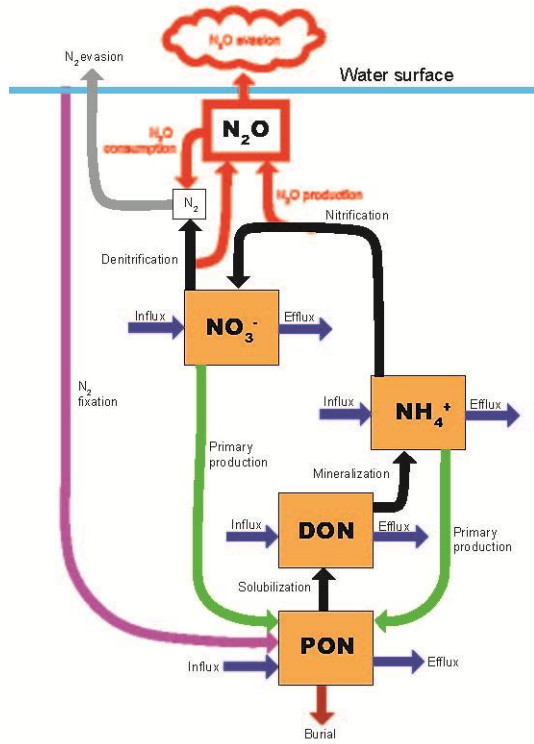 N₂O evasion
N₂ evasion
Water surface
N₂O
N₂O
consumption
N₂
N₂O production
Nitrification
Denitrification
Influx
NO₃⁻
Efflux
N₂
fixation
Influx
NH₄⁺
Efflux
Primary
production
Mineralization
Influx
DON
Efflux
Primary
production
Solubilization
Influx
PON
Efflux
Burial